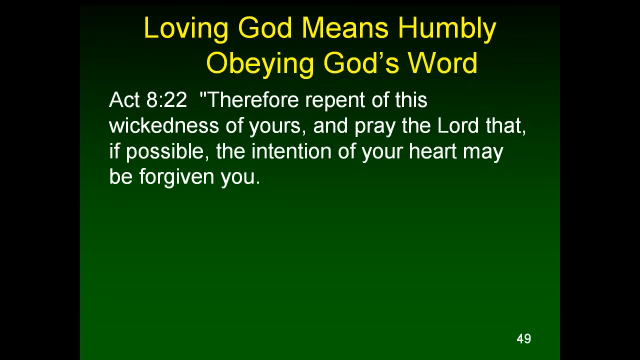 Loving God Means Humbly
Obeying God's Word
Act 8:22  "Therefore repent of this
wickedness of yours, and pray the Lord that,
if possible, the intention of your heart may
be forgiven you.
49